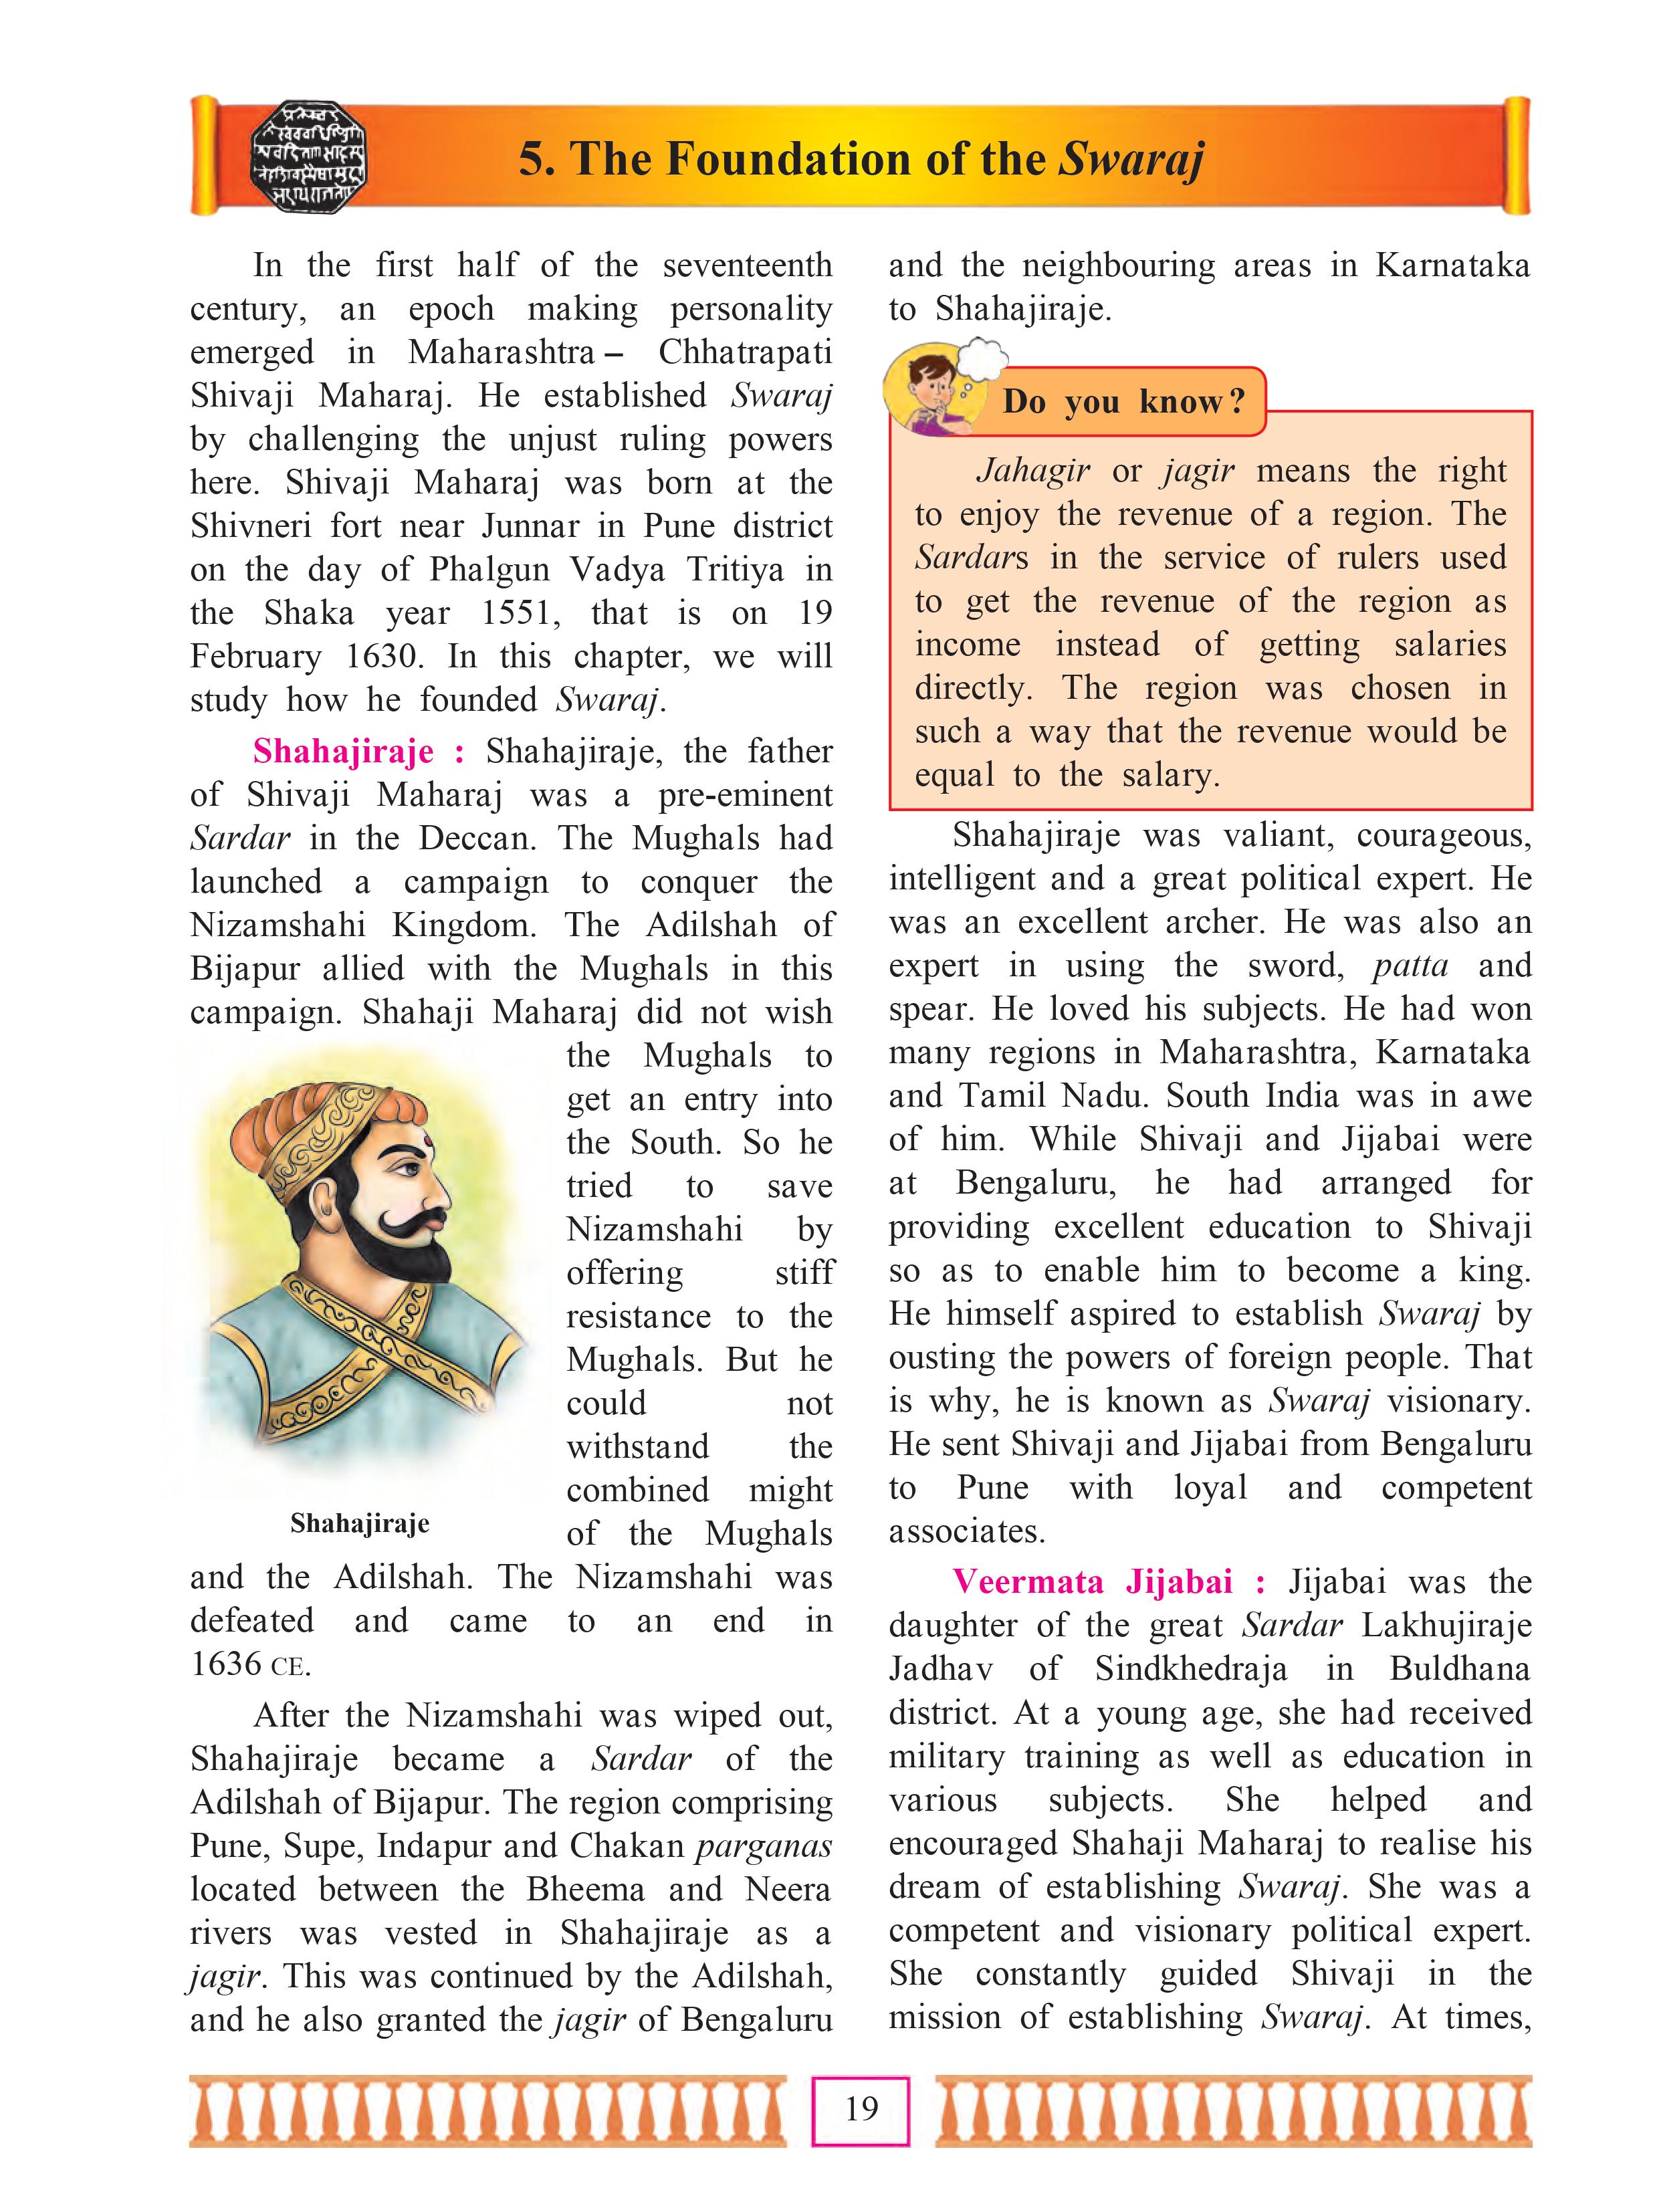 5. The Foundation of the Swaraj
In the first half of the seventeenth
century, an epoch making personality
emerged in Maharashtra – Chhatrapati
Shivaji Maharaj. He established Swaraj
by challenging the unjust ruling powers
here. Shivaji Maharaj was born at the
Shivneri fort near Junnar in Pune district
on the day of Phalgun Vadya Tritiya in
the Shaka year 1551, that is on 19
February 1630. In this chapter, we will
study how he founded Swaraj.
Shahajiraje : Shahajiraje, the father
of Shivaji Maharaj was a pre-eminent
Sardar in the Deccan. The Mughals had
launched a campaign to conquer the
Nizamshahi Kingdom. The Adilshah of
Bijapur allied with the Mughals in this
campaign. Shahaji Maharaj did not wish
the Mughals to
get an entry into
the South. So he
tried to save
Nizamshahi by
offering stiff
resistance to the
Mughals. But he
could not
withstand the
combined might
of the Mughals
Shahajiraje
and the Adilshah. The Nizamshahi was
defeated and came to an end in
1636 CE.
After the Nizamshahi was wiped out,
Shahajiraje became a Sardar of the
Adilshah of Bijapur. The region comprising
Pune, Supe, Indapur and Chakan parganas
located between the Bheema and Neera
rivers was vested in Shahajiraje as a
jagir. This was continued by the Adilshah,
and he also granted the jagir of Bengaluru
and the neighbouring areas in Karnataka
to Shahajiraje.
Do you know?
Jahagir or jagir means the right
to enjoy the revenue of a region. The
Sardars in the service of rulers used
to get the revenue of the region as
income instead of getting salaries
directly. The region was chosen in
such a way that the revenue would be
equal to the salary.
Shahajiraje was valiant, courageous,
intelligent and a great political expert. He
was an excellent archer. He was also an
expert in using the sword, patta and
spear. He loved his subjects. He had won
many regions in Maharashtra, Karnataka
and Tamil Nadu. South India was in awe
of him. While Shivaji and Jijabai were
at Bengaluru, he had arranged for
providing excellent education to Shivaji
so as to enable him to become a king.
He himself aspired to establish Swaraj by
ousting the powers of foreign people. That
is why, he is known as Swaraj visionary.
He sent Shivaji and Jijabai from Bengaluru
to Pune with loyal and competent
associates.
Veermata Jijabai : Jijabai was the
daughter of the great Sardar Lakhujiraje
Jadhav of Sindkhedraja in Buldhana
district. At a young age, she had received
military training as well as education in
various subjects. She helped and
encouraged Shahaji Maharaj to realise his
dream of establishing Swaraj. She was a
competent and visionary political expert.
She constantly guided Shivaji in the
mission of establishing Swaraj. At times,
19